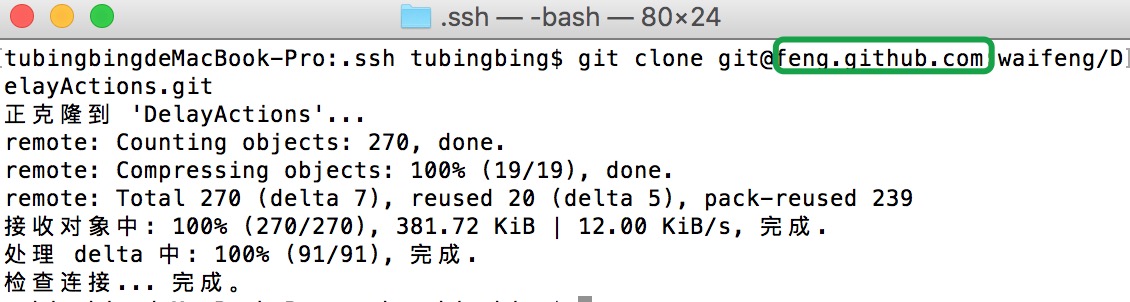 .ssh — -bash — 80×24
[tubingbingdeMacBook-Pro:.ssh tubingbing$ git clone git@feng.github.com:waifeng/D]
elayActions.git
正克隆到 'DelayActions'...
remote: Counting objects: 270, done.
remote: Compressing objects: 100% (19/19), done.
remote: Total 270 (delta 7), reused 20 (delta 5), pack-reused 239
接收对象中: 100% (270/270), 381.72 KiB | 12.00 KiB/s, 完成.
处理 delta 中: 100% (91/91), 完成.
检查连接... 完成。